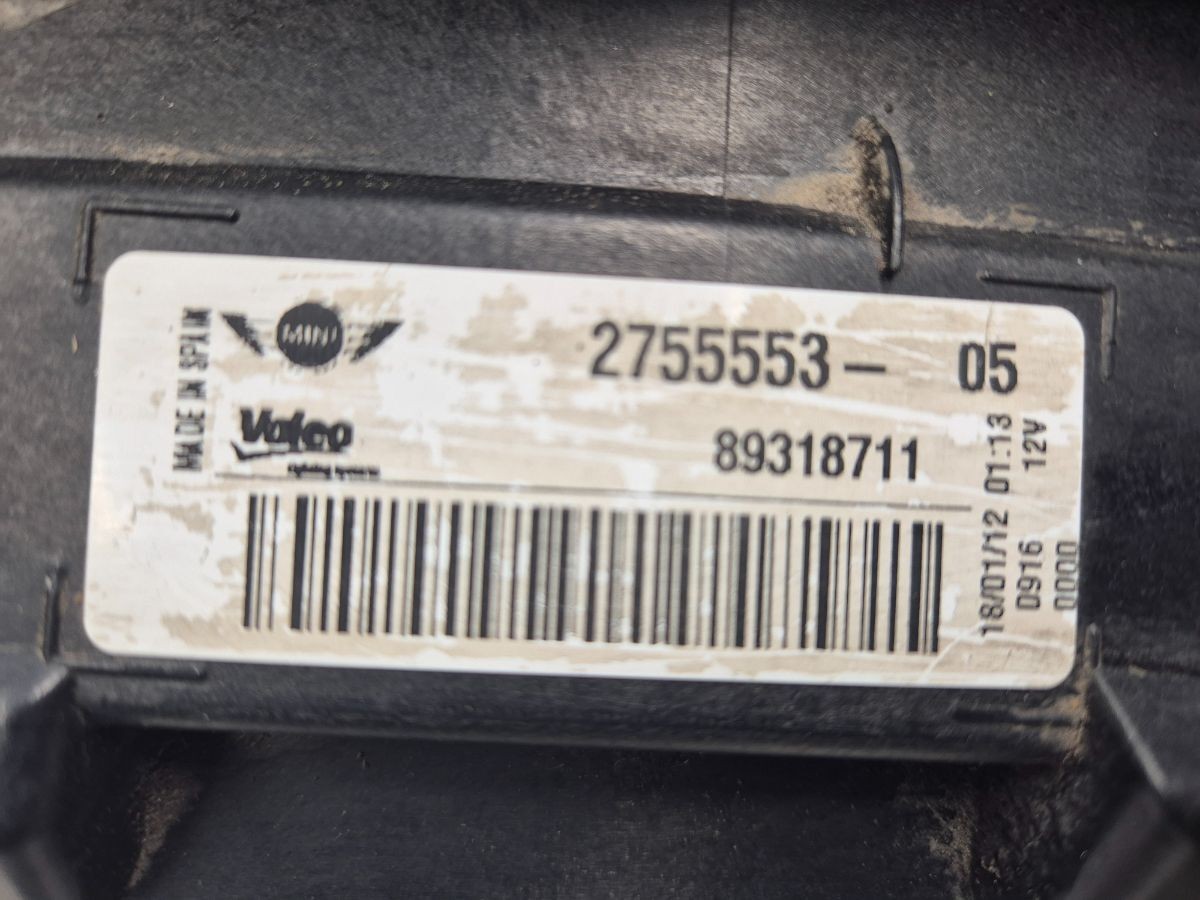 MADE IN SPAIN
MINI
2755553- 05
Valeo
89318711
18/01/12 01:13
0916 12V
0000